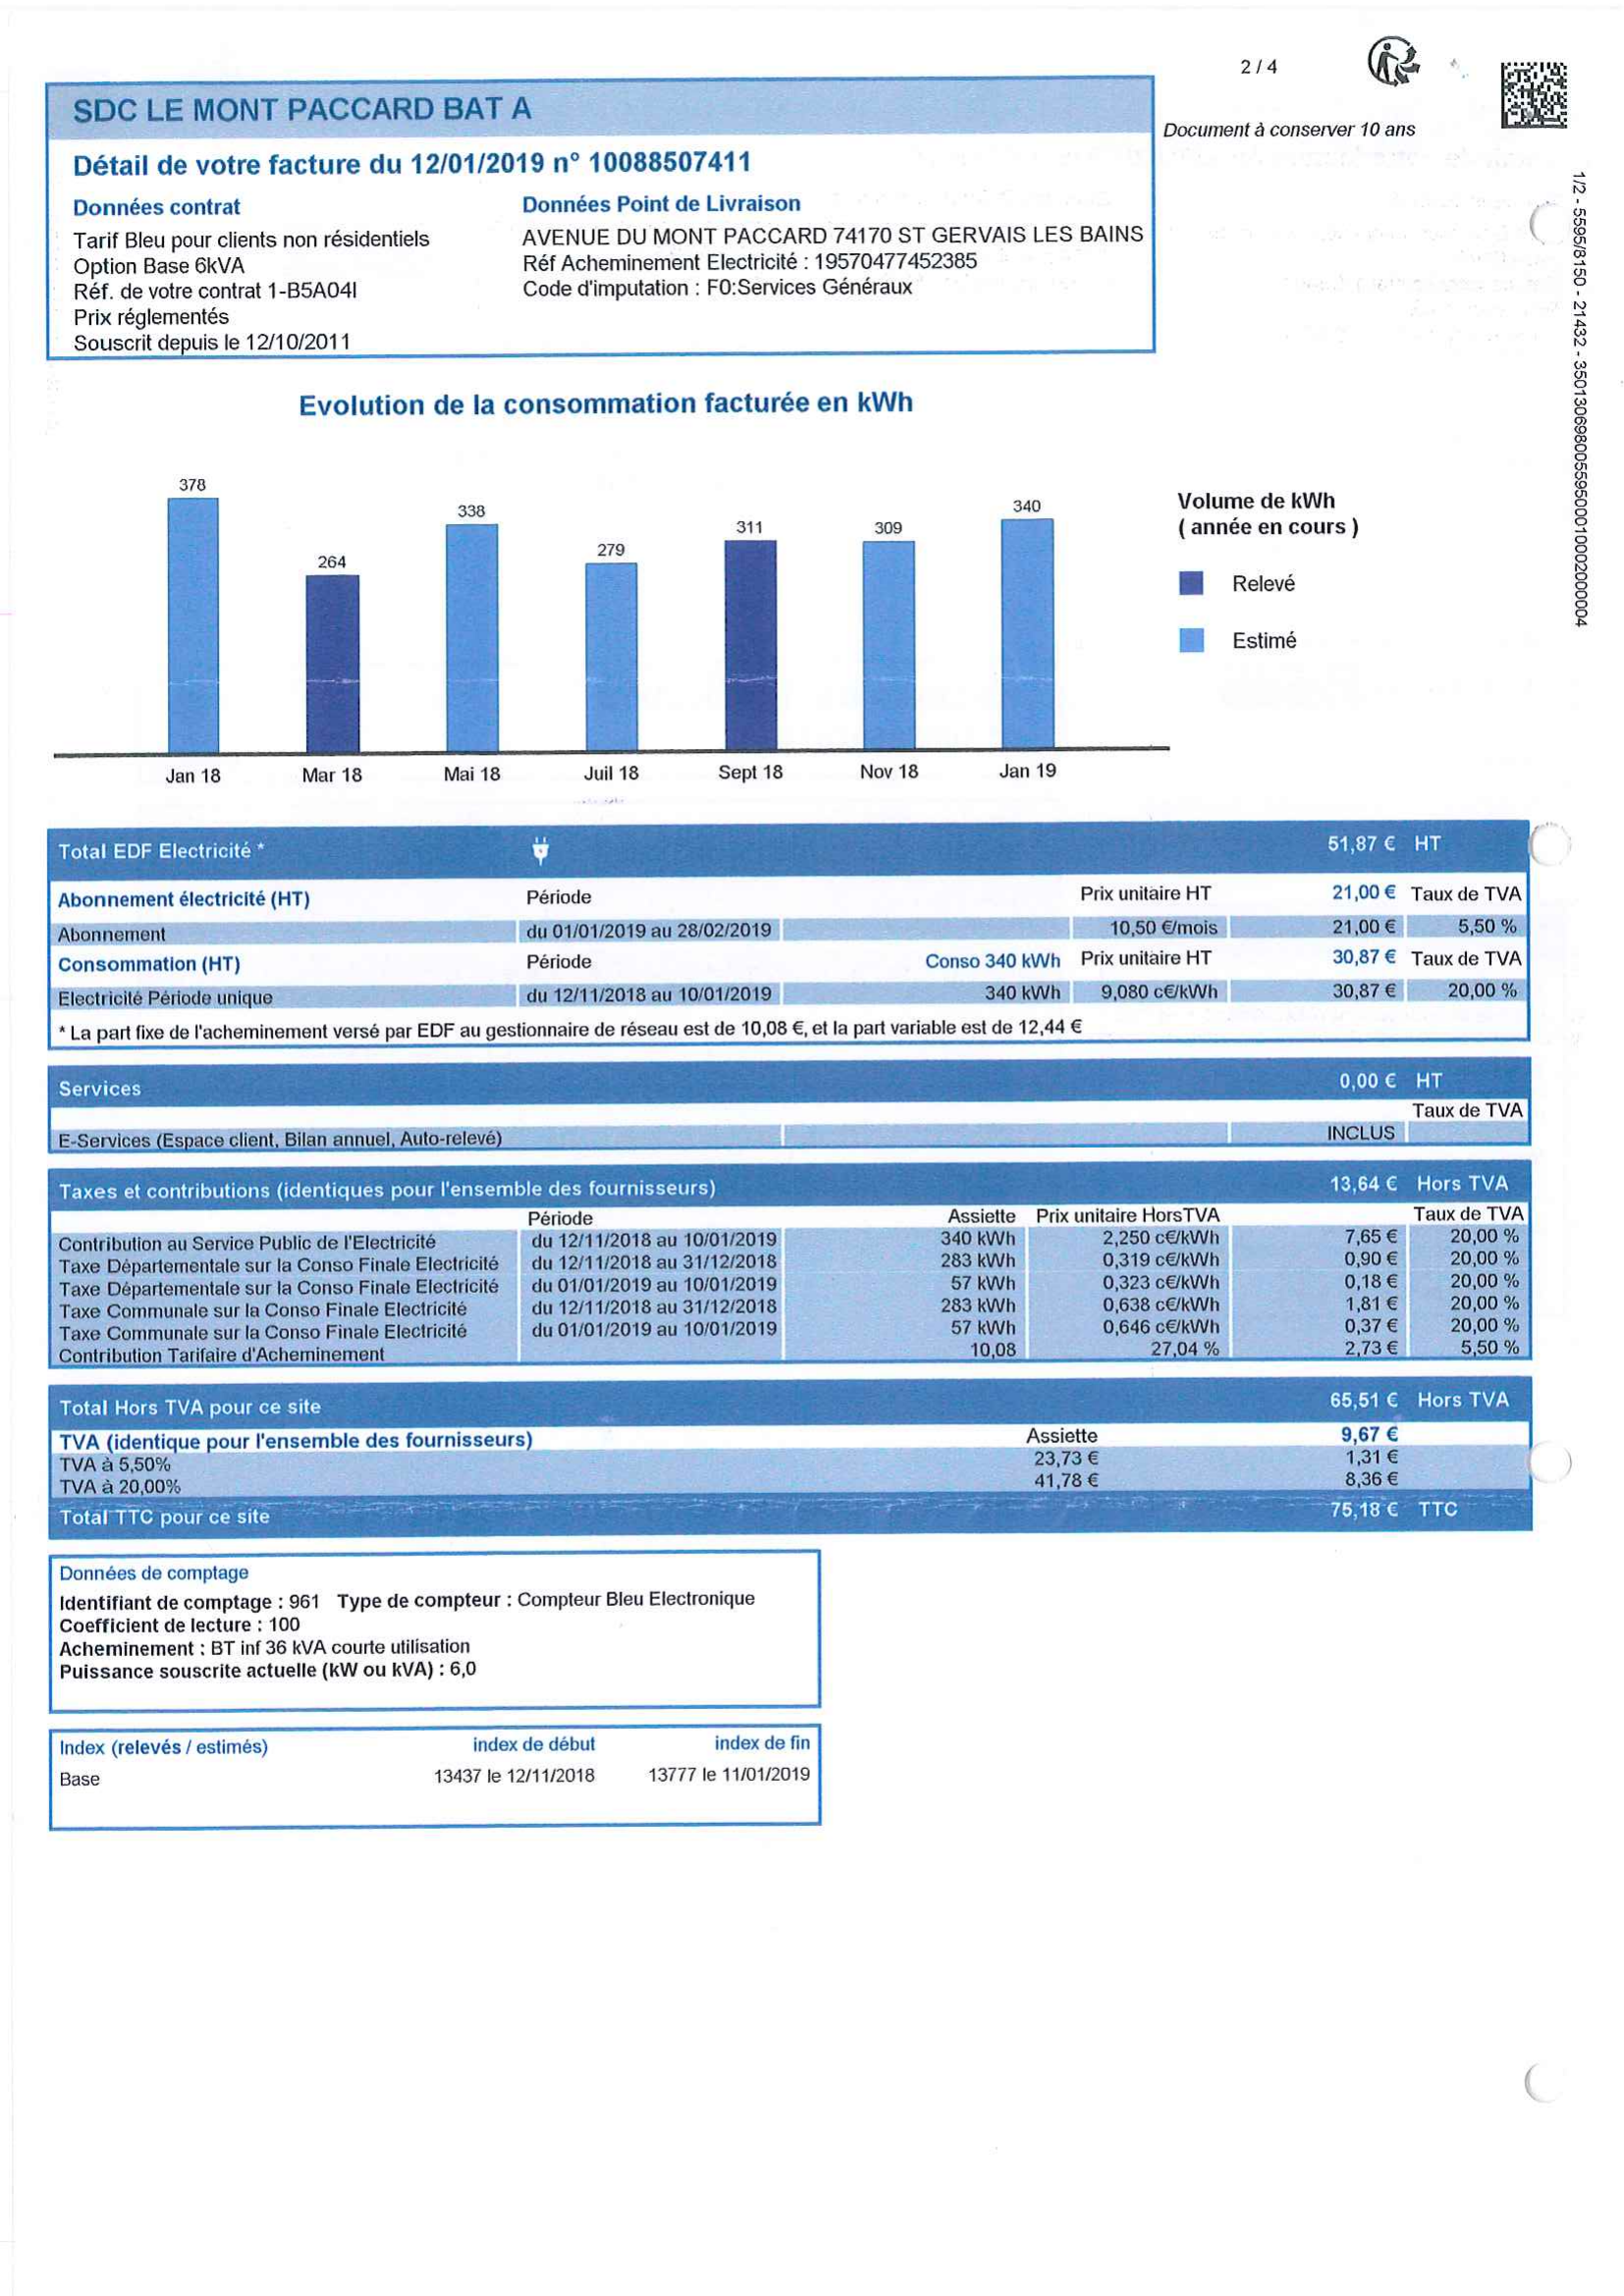 2 / 4
Document à conserver 10 ans
1/2 - 5595/8150 - 21432 - 3501306980055950001000200004
SDC LE MONT PACCARD BAT A
Détail de votre facture du 12/01/2019 n° 10088507411
Données contrat
Tarif Bleu pour clients non résidentiels
Option Base 6kVA
Réf. de votre contrat 1-B5A04I
Prix réglementés
Souscrit depuis le 12/10/2011
Données Point de Livraison
AVENUE DU MONT PACCARD 74170 ST GERVAIS LES BAINS
Réf Acheminement Electricité : 19570477452385
Code d'imputation : F0:Services Généraux
Evolution de la consommation facturée en kWh
378
264
338
279
311
309
340
Jan 18
Mar 18
Mai 18
Juil 18
Sept 18
Nov 18
Jan 19
Volume de kWh
( année en cours )
Relevé
Estimé
Total EDF Electricité * 51,87 € HT
Abonnement électricité (HT) Période Prix unitaire HT 21,00 € Taux de TVA
Abonnement du 01/01/2019 au 28/02/2019 10,50 €/mois 21,00 € 5,50 %
Consommation (HT) Période Conso 340 kWh Prix unitaire HT 30,87 € Taux de TVA
Electricité Période unique du 12/11/2018 au 10/01/2019 340 kWh 9,080 c€/kWh 30,87 € 20,00 %
* La part fixe de l'acheminement versé par EDF au gestionnaire de réseau est de 10,08 €, et la part variable est de 12,44 €
Services 0,00 € HT
Taux de TVA
E-Services (Espace client, Bilan annuel, Auto-relevé) INCLUS
Taxes et contributions (identiques pour l'ensemble des fournisseurs) 13,64 € Hors TVA
Période Assiette Prix unitaire HorsTVA Taux de TVA
Contribution au Service Public de l'Electricité du 12/11/2018 au 10/01/2019 340 kWh 2,250 c€/kWh 7,65 € 20,00 %
Taxe Départementale sur la Conso Finale Electricité du 12/11/2018 au 31/12/2018 283 kWh 0,319 c€/kWh 0,90 € 20,00 %
Taxe Départementale sur la Conso Finale Electricité du 01/01/2019 au 10/01/2019 57 kWh 0,323 c€/kWh 0,18 € 20,00 %
Taxe Communale sur la Conso Finale Electricité du 12/11/2018 au 31/12/2018 283 kWh 0,638 c€/kWh 1,81 € 20,00 %
Taxe Communale sur la Conso Finale Electricité du 01/01/2019 au 10/01/2019 57 kWh 0,646 c€/kWh 0,37 € 20,00 %
Contribution Tarifaire d'Acheminement 10,08 27,04 % 2,73 € 5,50 %
Total Hors TVA pour ce site 65,51 € Hors TVA
TVA (identique pour l'ensemble des fournisseurs) Assiette 9,67 €
TVA à 5,50% 23,73 € 1,31 €
TVA à 20,00% 41,78 € 8,36 €
Total TTC pour ce site 75,18 € TTC
Données de comptage
Identifiant de comptage : 961 Type de compteur : Compteur Bleu Electronique
Coefficient de lecture : 100
Acheminement : BT inf 36 kVA courte utilisation
Puissance souscrite actuelle (kW ou kVA) : 6,0
Index (relevés / estimés) index de début index de fin
Base 13437 le 12/11/2018 13777 le 11/01/2019